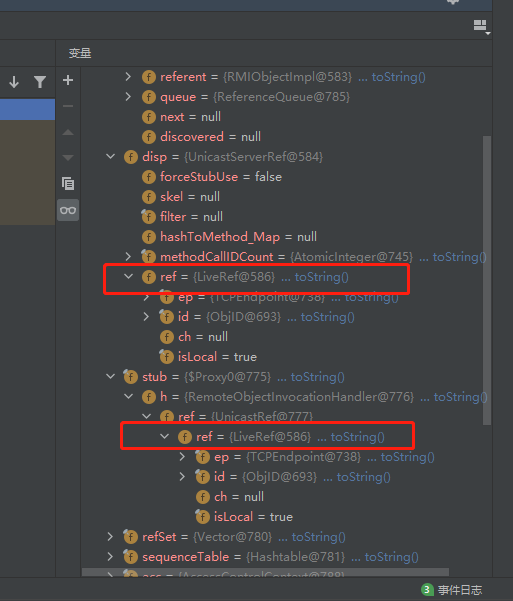 变量
referent = {RMIObjectImpl@583} ... toString()
queue = {ReferenceQueue@785}
next = null
discovered = null
disp = {UnicastServerRef@584}
forceStubUse = false
skel = null
filter = null
hashToMethod_Map = null
methodCallIDCount = {AtomicInteger@745} ... toString()
ref = {LiveRef@586} ... toString()
ep = {TCPEndpoint@738} ... toString()
id = {ObjID@693} ... toString()
ch = null
isLocal = true
stub = {$Proxy0@775} ... toString()
h = {RemoteObjectInvocationHandler@776} ... toString()
ref = {UnicastRef@777}
ref = {LiveRef@586} ... toString()
ep = {TCPEndpoint@738} ... toString()
id = {ObjID@693} ... toString()
ch = null
isLocal = true
refSet = {Vector@780} ... toString()
sequenceTable = {Hashtable@781} ... toString()
acc = {AccessControlContext@788}
3 事件日志